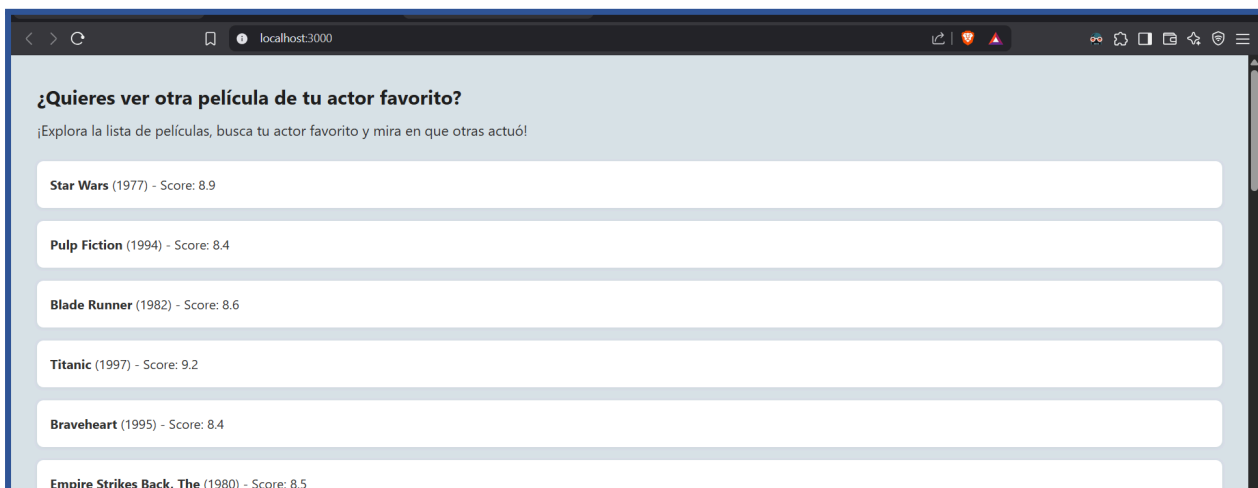 localhost:3000
¿Quieres ver otra película de tu actor favorito?
¡Explora la lista de películas, busca tu actor favorito y mira en que otras actuó!
Star Wars (1977) - Score: 8.9
Pulp Fiction (1994) - Score: 8.4
Blade Runner (1982) - Score: 8.6
Titanic (1997) - Score: 9.2
Braveheart (1995) - Score: 8.4
Empire Strikes Back, The (1980) - Score: 8.5